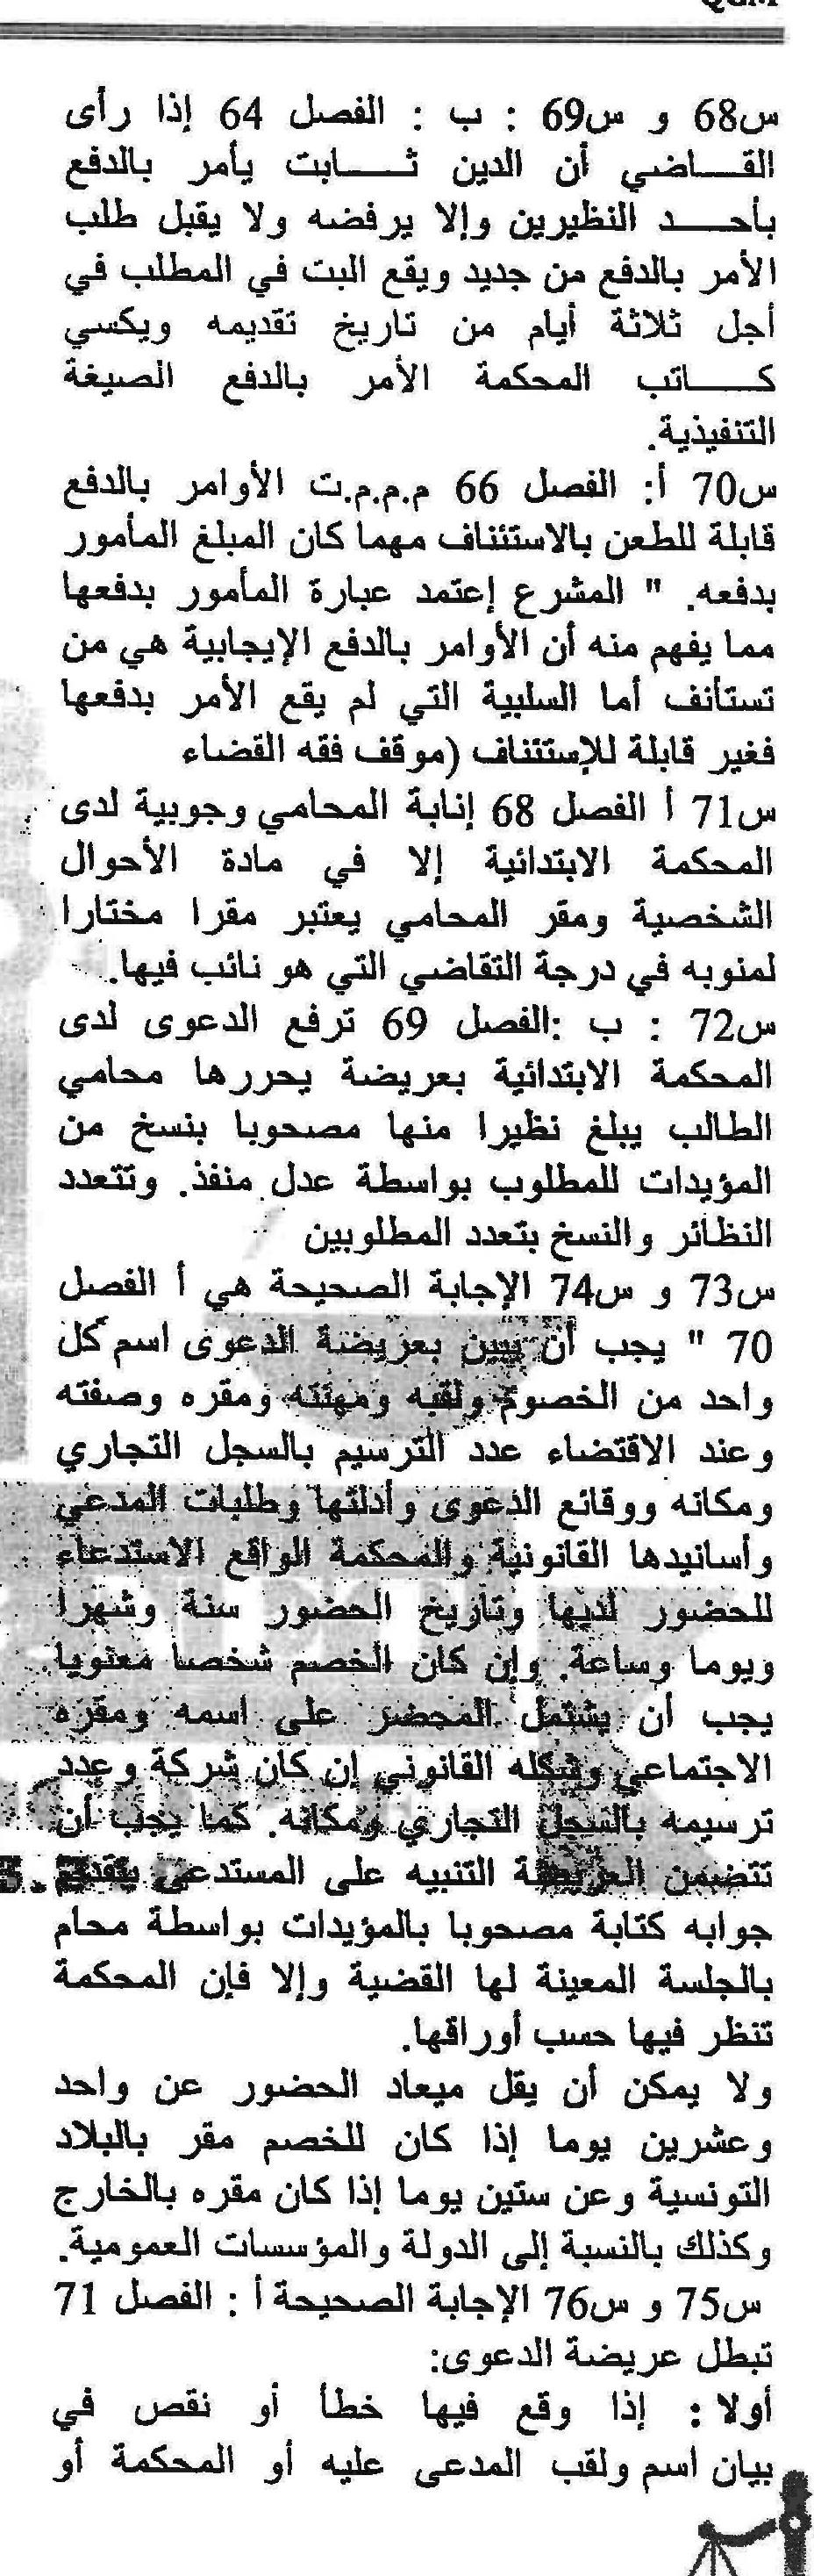 س68 و س69 : ب : الفصل 64 إذا رأى
القـــاضي أن الدين ثـــابت يأمر بالدفع
بأحـــد النظيرين وإلا يرفضه ولا يقبل طلب
الأمر بالدفع من جديد ويقع البت في المطلب في
أجل ثلاثة أيام من تاريخ تقديمه ويكسي
كـــاتب المحكمة الأمر بالدفع الصيغة
التنفيذية.
س70 أ: الفصل 66 م.م.م.ت الأوامر بالدفع
قابلة للطعن بالاستئناف مهما كان المبلغ المأمور
بدفعه. " المشرع إعتمد عبارة المأمور بدفعها
مما يفهم منه أن الأوامر بالدفع الإيجابية هي من
تستأنف أما السلبية التي لم يقع الأمر بدفعها
فغير قابلة للإستئناف (موقف فقه القضاء
س71 أ الفصل 68 إنابة المحامي وجوبية لدى
المحكمة الابتدائية إلا في مادة الأحوال
الشخصية ومقر المحامي يعتبر مقرا مختارا
لمنوبه في درجة التقاضي التي هو نائب فيها.
س72 : ب :الفصل 69 ترفع الدعوى لدى
المحكمة الابتدائية بعريضة يحررها محامي
الطالب يبلغ نظيرا منها مصحوبا بنسخ من
المؤيدات للمطلوب بواسطة عدل منفذ. وتتعدد
النظائر والنسخ بتعدد المطلوبين
س73 و س74 الإجابة الصحيحة هي أ الفصل
70 " يجب أن يبين بعريضة الدعوى اسم كل
واحد من الخصوم ولقبه ومهنته ومقره وصفته
وعند الاقتضاء عدد الترسيم بالسجل التجاري
ومكانه ووقائع الدعوى وأدلتها وطلبات المدعي
وأسانيدها القانونية والمحكمة الواقع الاستدعاء
للحضور لديها وتاريخ الحضور سنة وشهرا
ويوما وساعة. وإن كان الخصم شخصا معنويا
يجب أن يشتمل المحضر على اسمه ومقره
الاجتماعي وشكله القانوني إن كان شركة وعدد
ترسيمه بالسجل التجاري ومكانه. كما يجب أن
تتضمن العريضة التنبيه على المستدعى بتقديم
جوابه كتابة مصحوبا بالمؤيدات بواسطة محام
بالجلسة المعينة لها القضية وإلا فإن المحكمة
تنظر فيها حسب أوراقها.
ولا يمكن أن يقل ميعاد الحضور عن واحد
وعشرين يوما إذا كان للخصم مقر بالبلاد
التونسية وعن ستين يوما إذا كان مقره بالخارج
وكذلك بالنسبة إلى الدولة والمؤسسات العمومية.
س75 و س76 الإجابة الصحيحة أ : الفصل 71
تبطل عريضة الدعوى:
أولا : إذا وقع فيها خطأ أو نقص في
بيان اسم ولقب المدعى عليه أو المحكمة أو